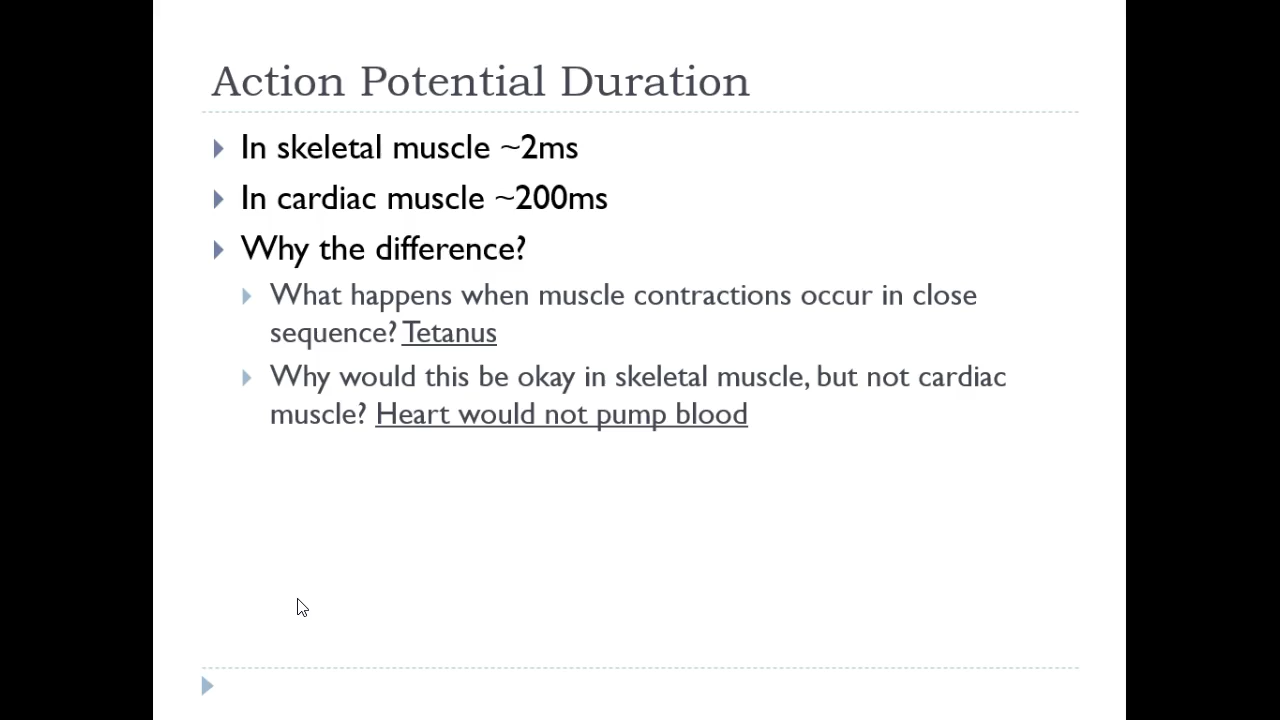 Action Potential Duration
In skeletal muscle ~2ms
In cardiac muscle ~200ms
Why the difference?
What happens when muscle contractions occur in close
sequence? Tetanus
Why would this be okay in skeletal muscle, but not cardiac
muscle? Heart would not pump blood